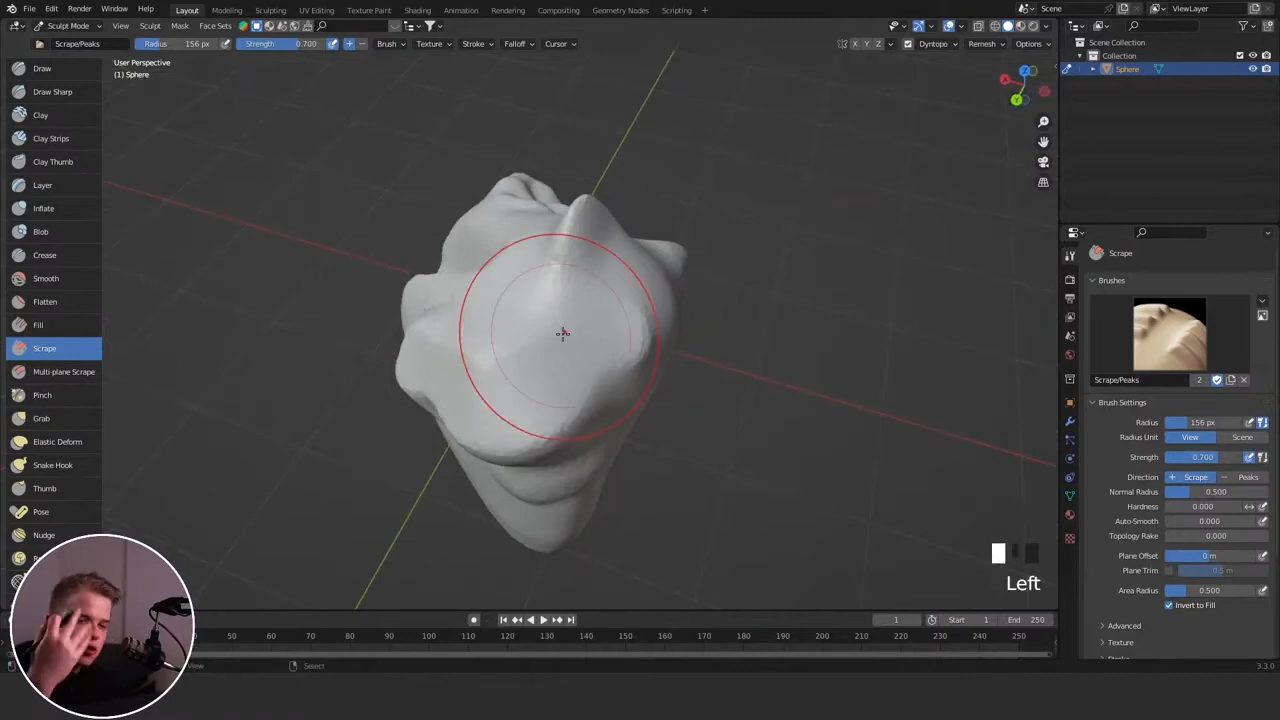 File Edit Render Window Help Layout Modeling Sculpting UV Editing Texture Paint Shading Animation Rendering Compositing Geometry Nodes Scripting + Scene ViewLayer
Sculpt Mode View Sculpt Mask Face Sets
Scrape/Peaks Radius 156 px Strength 0.700 Brush Texture Stroke Falloff Cursor X Y Z Dyntopo Remesh Options
Scene Collection
Collection
Sphere
User Perspective
(1) Sphere
Z
X
Y
Draw
Draw Sharp
Clay
Clay Strips
Clay Thumb
Layer
Inflate
Blob
Crease
Smooth
Flatten
Fill
Scrape
Multi-plane Scrape
Pinch
Grab
Elastic Deform
Snake Hook
Thumb
Pose
Nudge
Scrape
Brushes
Scrape/Peaks 2
Brush Settings
Radius 156 px
Radius Unit View Scene
Strength 0.700
Direction + Scrape − Peaks
Normal Radius 0.500
Hardness 0.000
Auto-Smooth 0.000
Topology Rake 0.000
Plane Offset 0 m
Plane Trim 0.5 m
Area Radius 0.500
Invert to Fill
Advanced
Texture
Left
1 Start 1 End 250
50 60 70 80 90 100 110 120 130 140 150 160 170 180 190 200 210 220 230 240 250
View Select
3.3.0